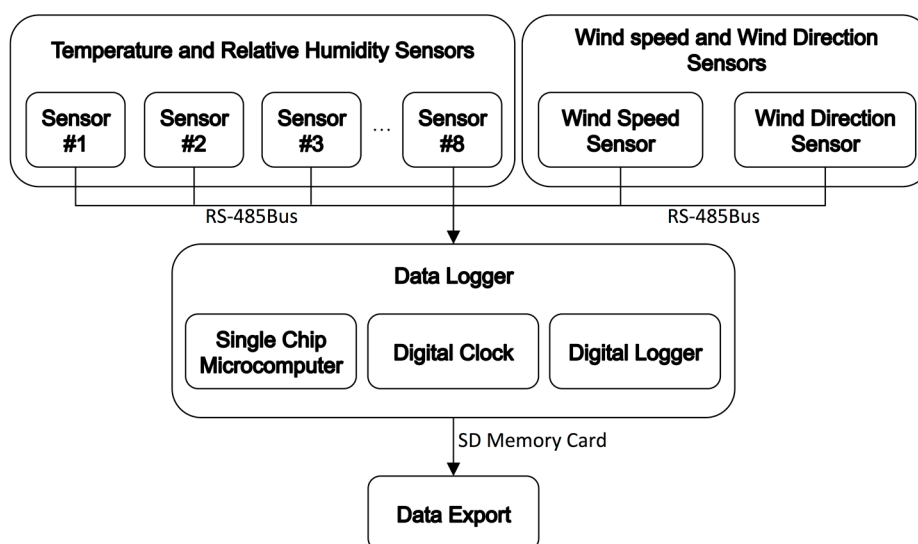 Temperature and Relative Humidity Sensors
Sensor
#1
Sensor
#2
Sensor
#3
...
Sensor
#8
Wind speed and Wind Direction
Sensors
Wind Speed
Sensor
Wind Direction
Sensor
RS-485Bus
RS-485Bus
Data Logger
Single Chip
Microcomputer
Digital Clock
Digital Logger
SD Memory Card
Data Export